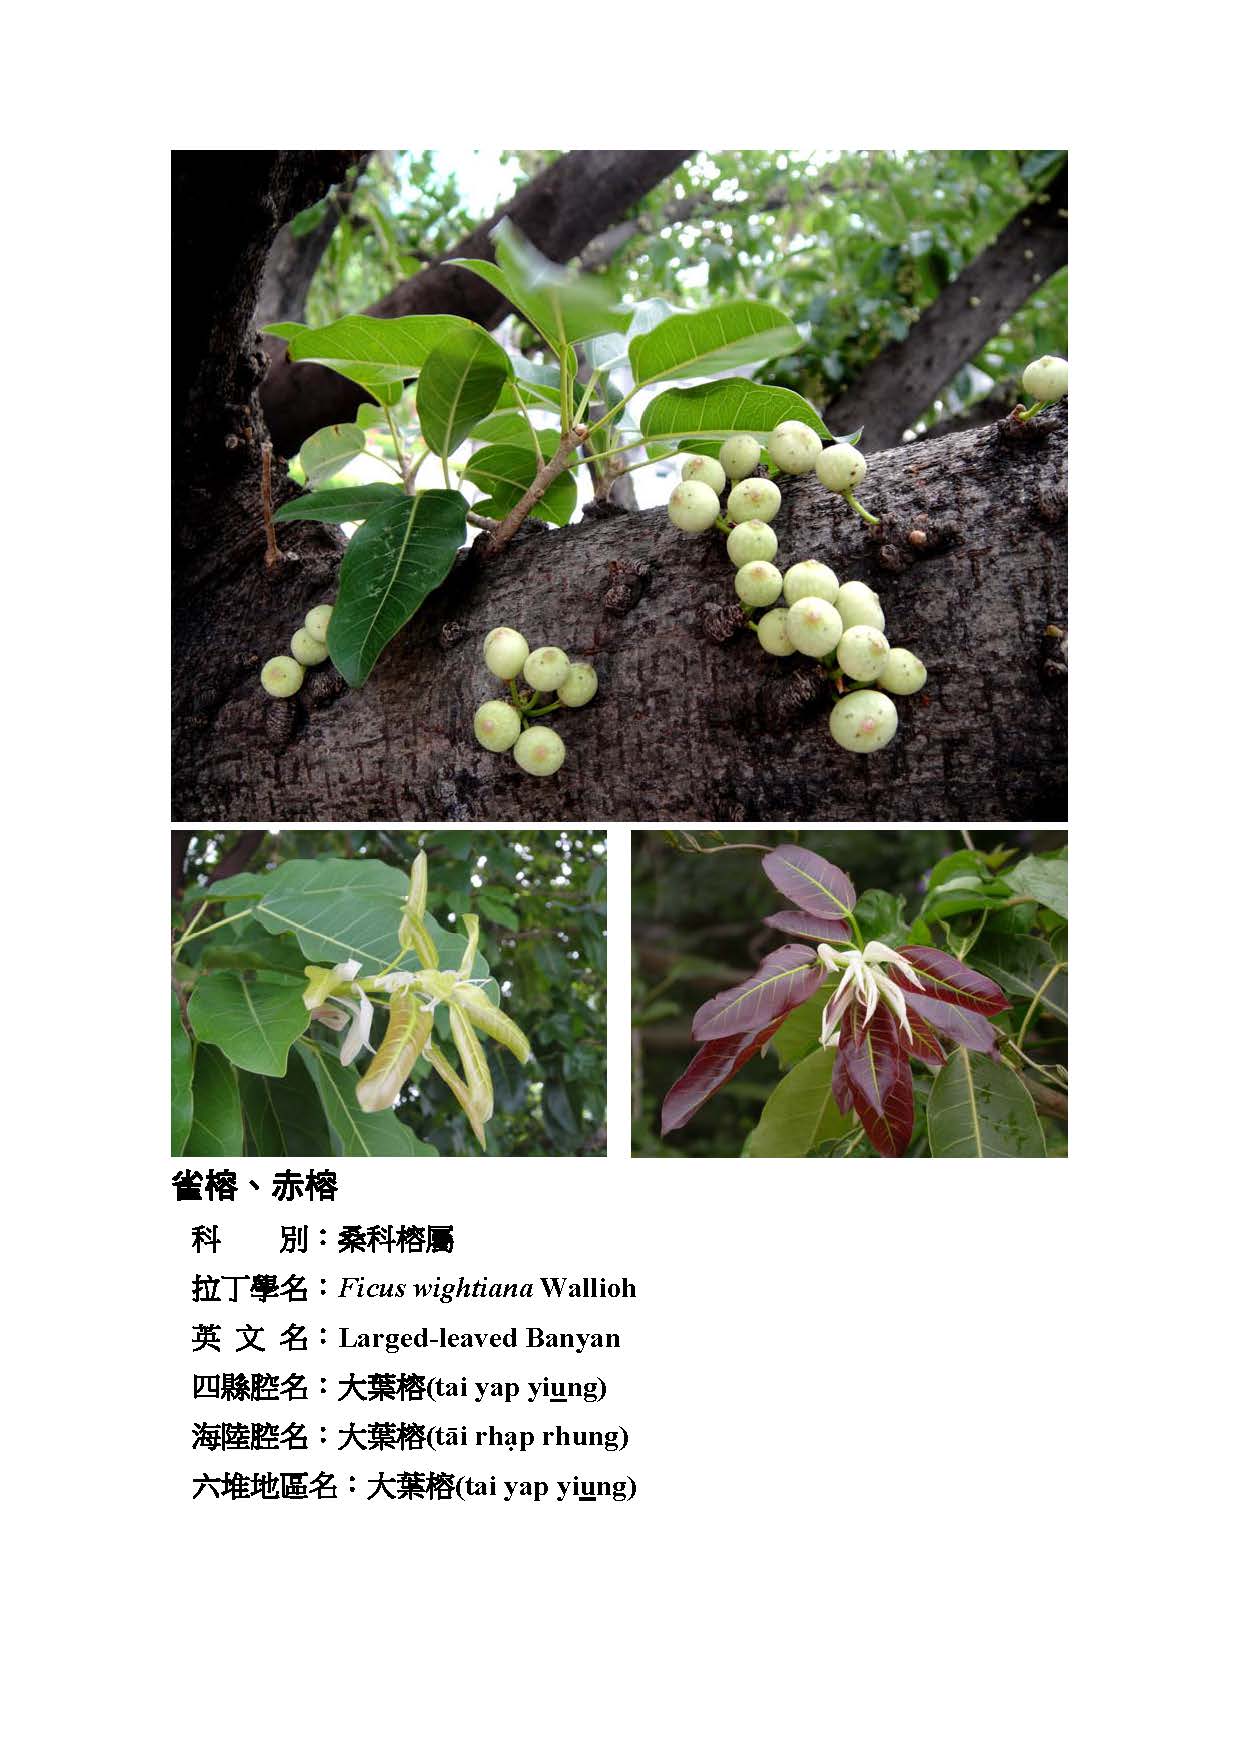 雀榕、赤榕
科　　別：桑科榕屬
拉丁學名：Ficus wightiana Wallioh
英 文 名：Larged-leaved Banyan
四縣腔名：大葉榕(tai yap yiung)
海陸腔名：大葉榕(tāi rha̤p rhung)
六堆地區名：大葉榕(tai yap yiung)